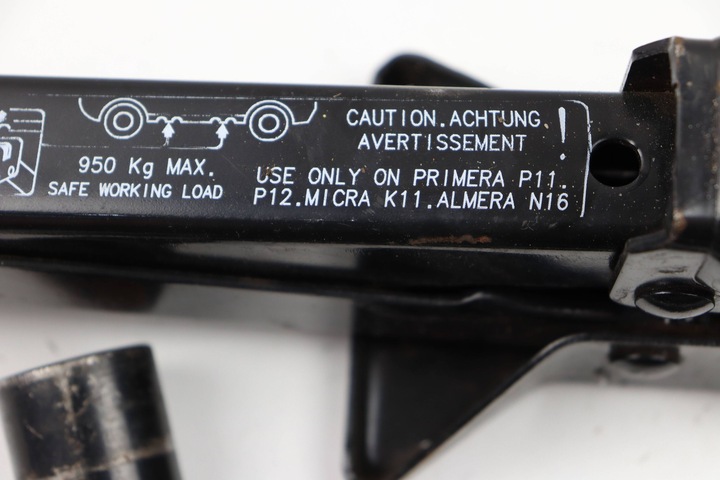 950 Kg MAX.
SAFE WORKING LOAD
CAUTION.ACHTUNG.
AVERTISSEMENT
!
USE ONLY ON PRIMERA P11.
P12.MICRA K11.ALMERA N16